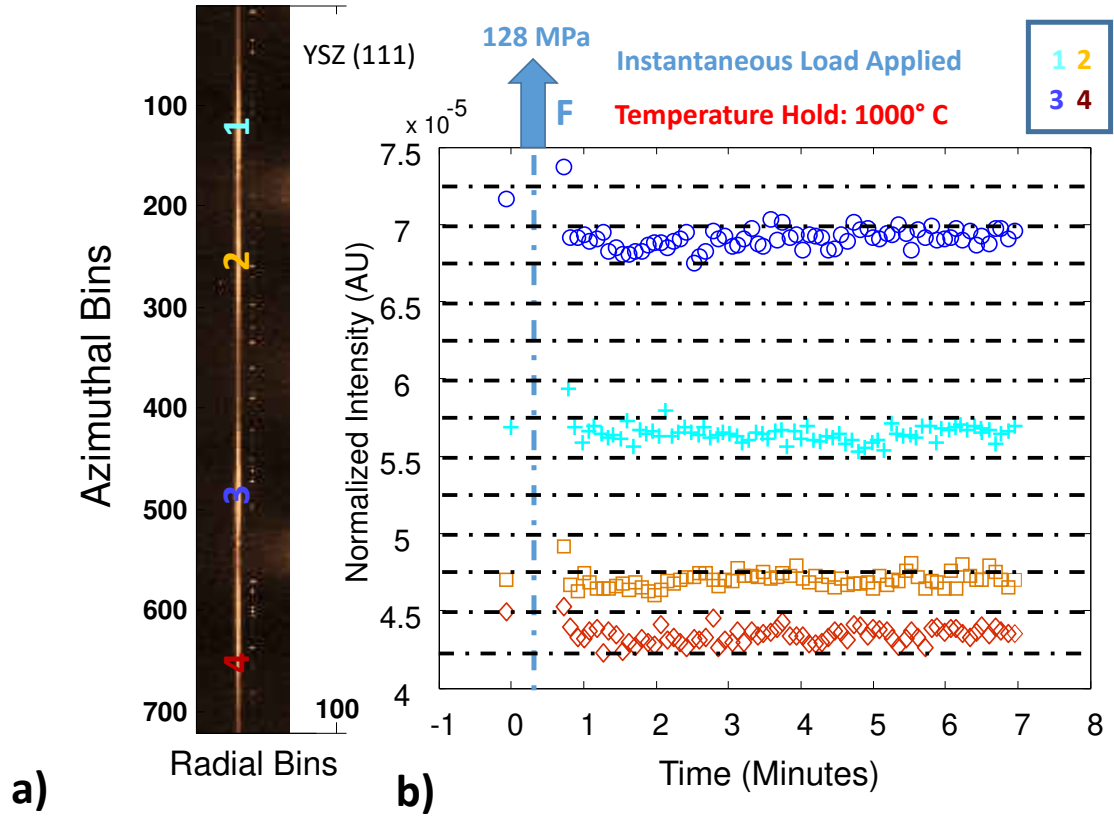 YSZ (111)
100
200
300
400
500
600
700
1
2
3
4
Azimuthal Bins
100
Radial Bins
a)
128 MPa
F
Instantaneous Load Applied
Temperature Hold: 1000° C
1 2
3 4
x 10⁻⁵
7.5
7
6.5
6
5.5
5
4.5
4
Normalized Intensity (AU)
-1 0 1 2 3 4 5 6 7 8
Time (Minutes)
b)